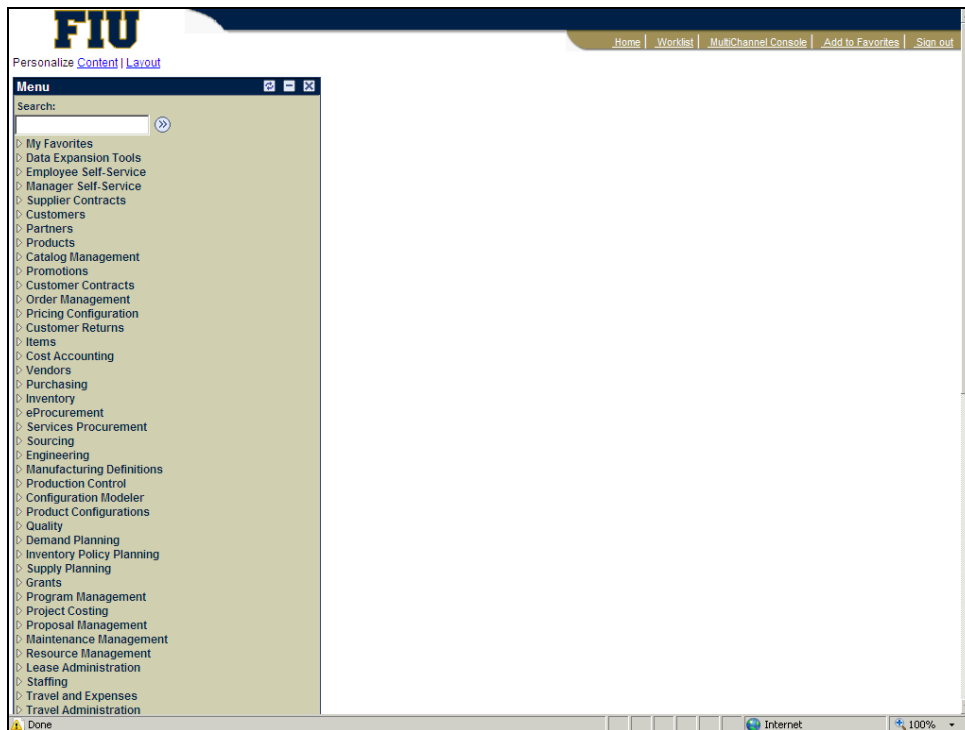 FIU
Home | Worklist | MultiChannel Console | Add to Favorites | Sign out
Personalize Content | Layout
Menu
Search:
My Favorites
Data Expansion Tools
Employee Self-Service
Manager Self-Service
Supplier Contracts
Customers
Partners
Products
Catalog Management
Promotions
Customer Contracts
Order Management
Pricing Configuration
Customer Returns
Items
Cost Accounting
Vendors
Purchasing
Inventory
eProcurement
Services Procurement
Sourcing
Engineering
Manufacturing Definitions
Production Control
Configuration Modeler
Product Configurations
Quality
Demand Planning
Inventory Policy Planning
Supply Planning
Grants
Program Management
Project Costing
Proposal Management
Maintenance Management
Resource Management
Lease Administration
Staffing
Travel and Expenses
Travel Administration
Done Internet 100%